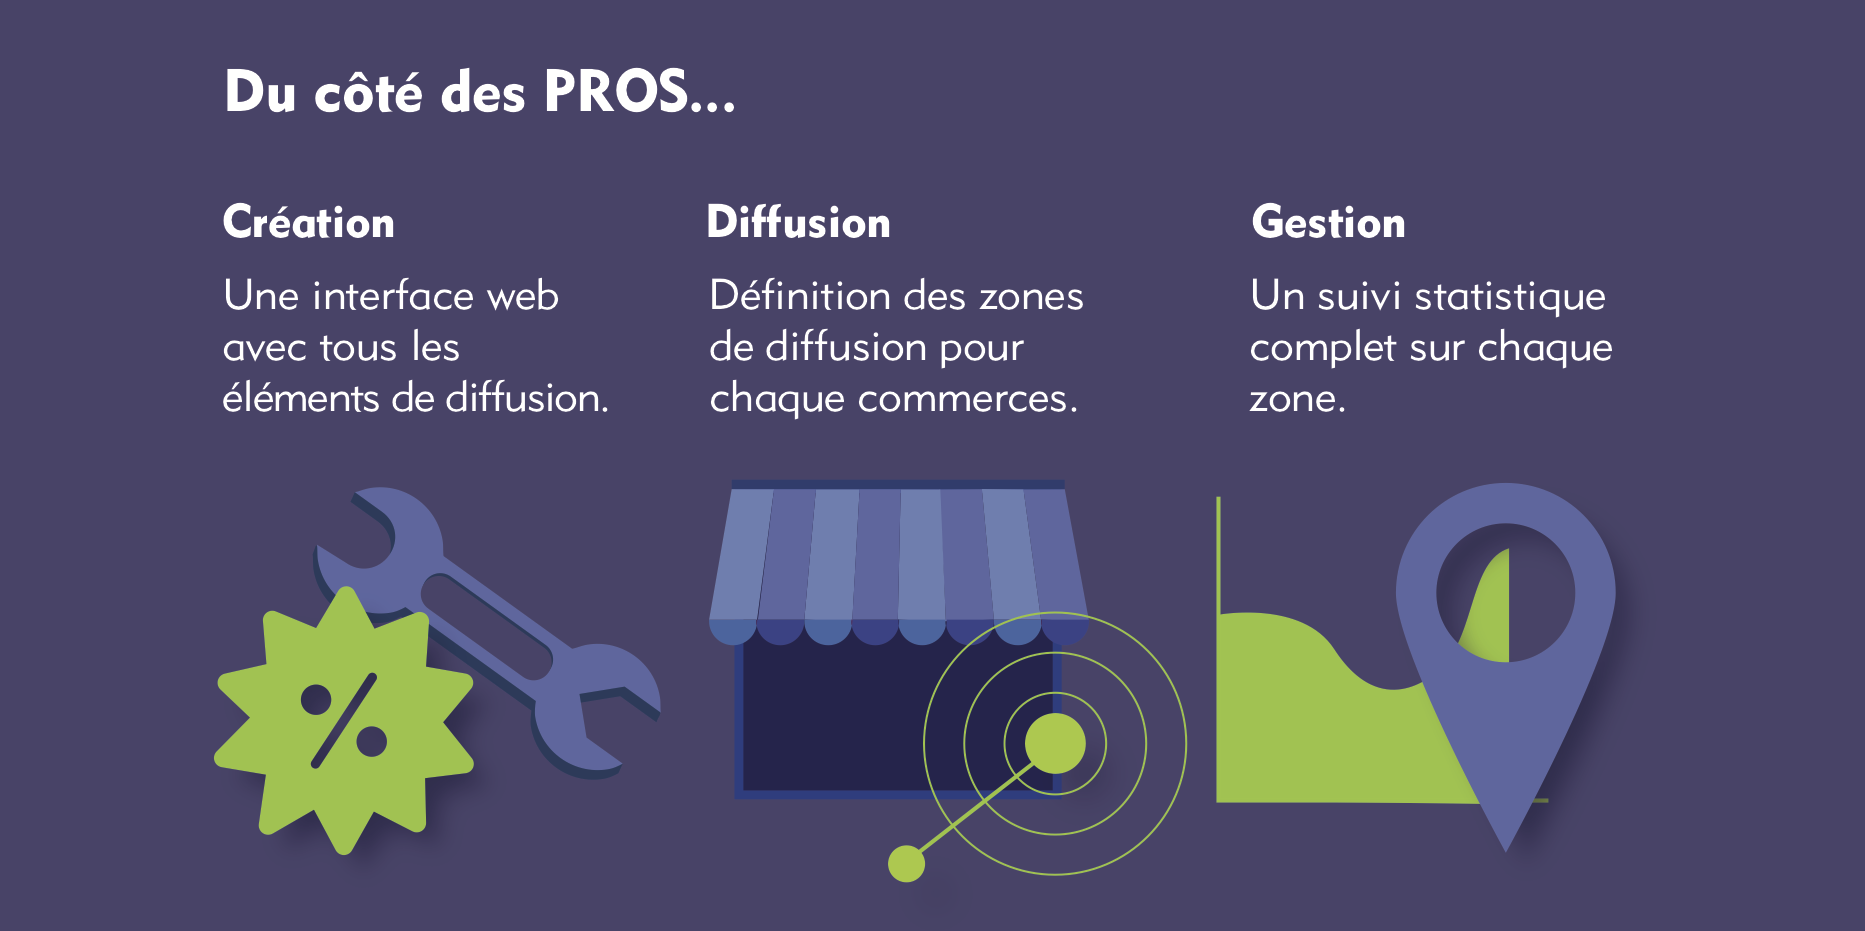 Du côté des PROS...
Création
Une interface web
avec tous les
éléments de diffusion.
Diffusion
Définition des zones
de diffusion pour
chaque commerces.
Gestion
Un suivi statistique
complet sur chaque
zone.
%